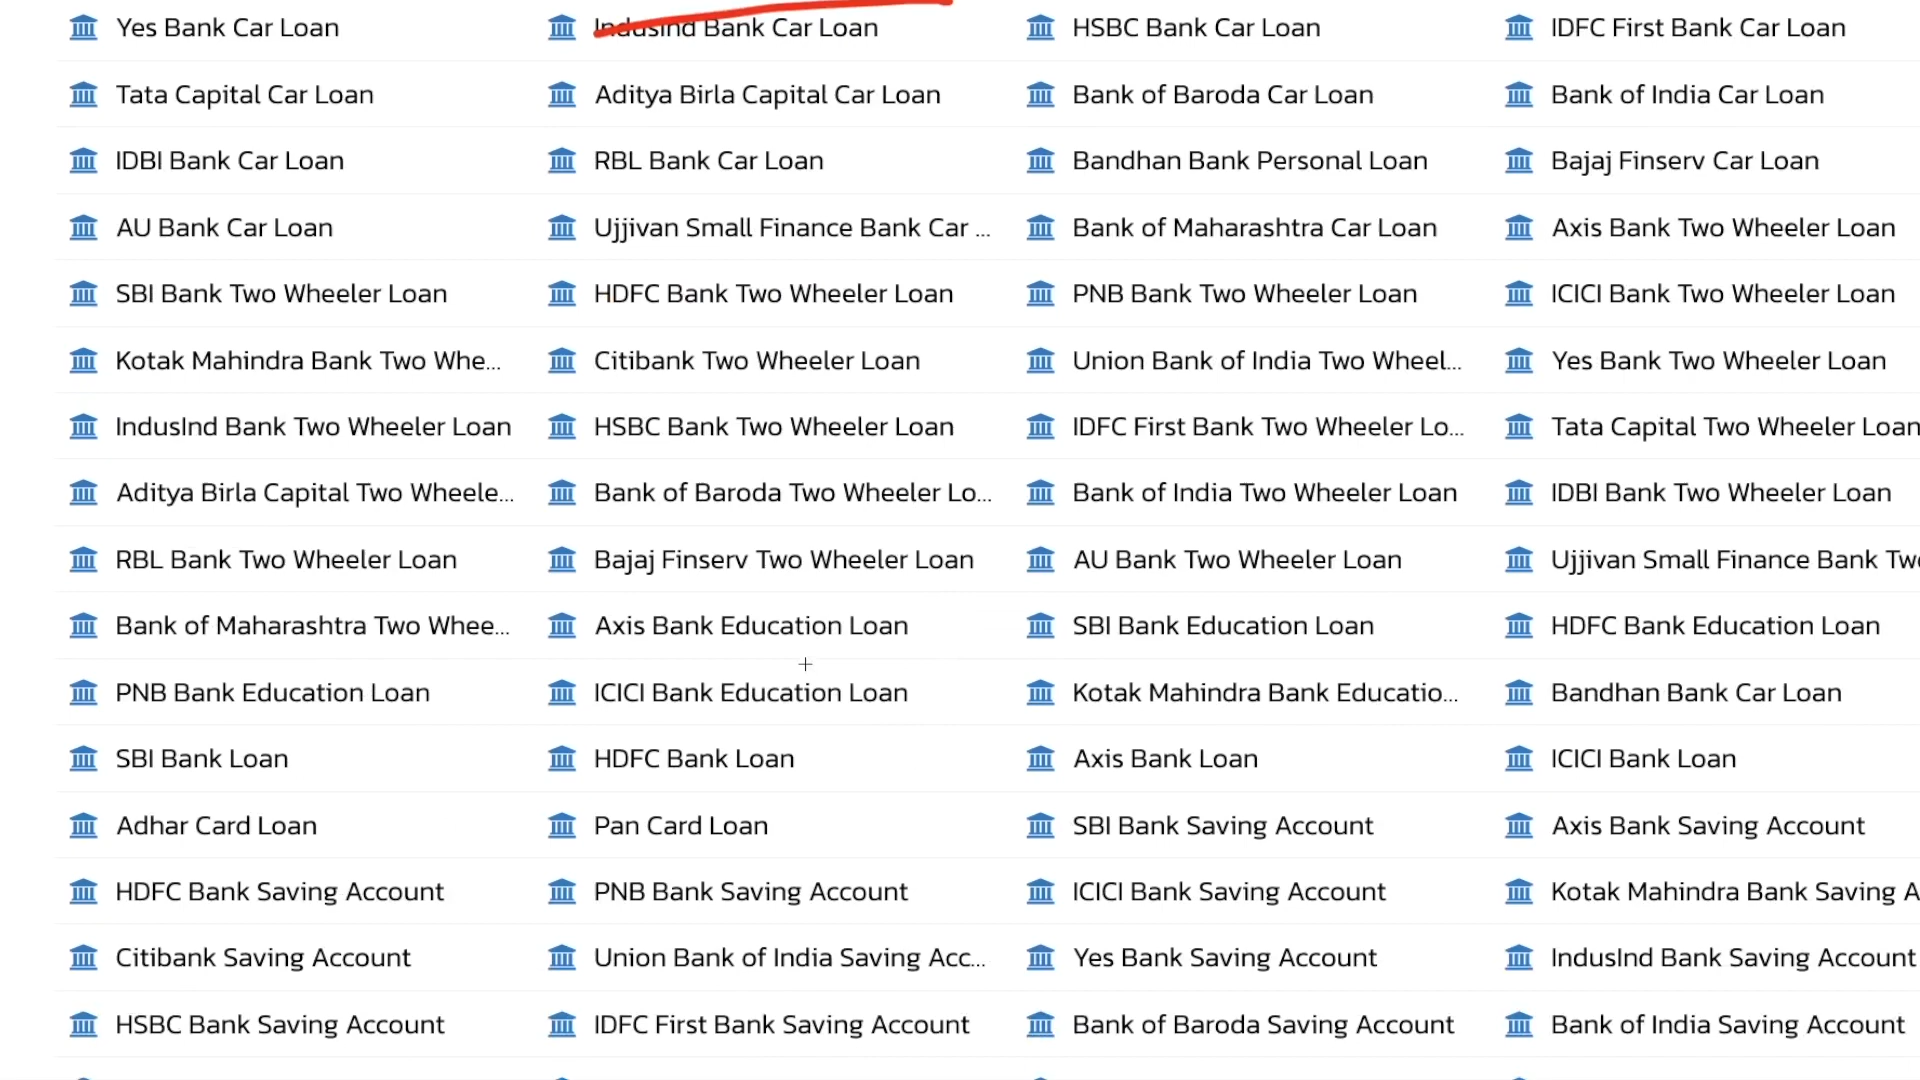 Yes Bank Car Loan IndusInd Bank Car Loan HSBC Bank Car Loan IDFC First Bank Car Loan
Tata Capital Car Loan Aditya Birla Capital Car Loan Bank of Baroda Car Loan Bank of India Car Loan
IDBI Bank Car Loan RBL Bank Car Loan Bandhan Bank Personal Loan Bajaj Finserv Car Loan
AU Bank Car Loan Ujjivan Small Finance Bank Car ... Bank of Maharashtra Car Loan Axis Bank Two Wheeler Loan
SBI Bank Two Wheeler Loan HDFC Bank Two Wheeler Loan PNB Bank Two Wheeler Loan ICICI Bank Two Wheeler Loan
Kotak Mahindra Bank Two Whe... Citibank Two Wheeler Loan Union Bank of India Two Wheel... Yes Bank Two Wheeler Loan
IndusInd Bank Two Wheeler Loan HSBC Bank Two Wheeler Loan IDFC First Bank Two Wheeler Lo... Tata Capital Two Wheeler Loan
Aditya Birla Capital Two Wheele... Bank of Baroda Two Wheeler Lo... Bank of India Two Wheeler Loan IDBI Bank Two Wheeler Loan
RBL Bank Two Wheeler Loan Bajaj Finserv Two Wheeler Loan AU Bank Two Wheeler Loan Ujjivan Small Finance Bank Two
Bank of Maharashtra Two Whee... Axis Bank Education Loan SBI Bank Education Loan HDFC Bank Education Loan
PNB Bank Education Loan ICICI Bank Education Loan Kotak Mahindra Bank Educatio... Bandhan Bank Car Loan
SBI Bank Loan HDFC Bank Loan Axis Bank Loan ICICI Bank Loan
Adhar Card Loan Pan Card Loan SBI Bank Saving Account Axis Bank Saving Account
HDFC Bank Saving Account PNB Bank Saving Account ICICI Bank Saving Account Kotak Mahindra Bank Saving A
Citibank Saving Account Union Bank of India Saving Acc... Yes Bank Saving Account IndusInd Bank Saving Account
HSBC Bank Saving Account IDFC First Bank Saving Account Bank of Baroda Saving Account Bank of India Saving Account